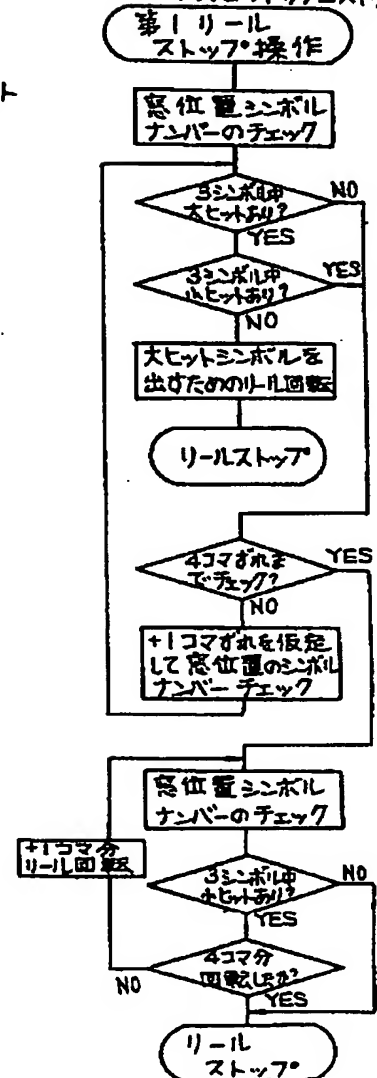 ト
第1リール
ストップ操作
窓位置シンボル
ナンバーのチェック
3シンボル中
大ヒットあり?
NO
YES
3シンボル中
小ヒットあり?
YES
NO
大ヒットシンボルを
出すためのリール回転
リールストップ
4コマずれま
でチェック?
YES
NO
+1コマずれを仮定
して窓位置のシンボル
ナンバーチェック
窓位置シンボル
ナンバーのチェック
+1コマ分
リール回転
3シンボル中
小ヒットあり?
NO
YES
4コマ分
回転したか?
NO
YES
リール
ストップ